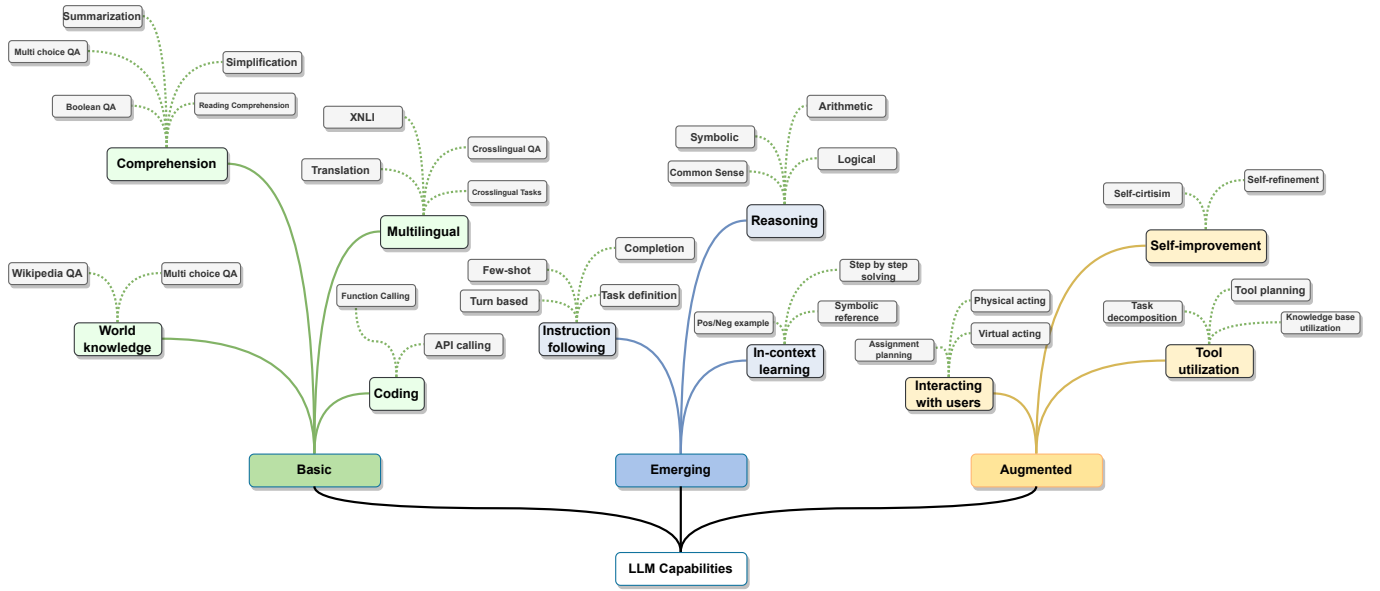 Summarization
Multi choice QA
Simplification
Boolean QA
Reading Comprehension
Comprehension
XNLI
Translation
Crosslingual QA
Crosslingual Tasks
Multilingual
Wikipedia QA
Multi choice QA
World
knowledge
Function Calling
API calling
Coding
Basic
Arithmetic
Symbolic
Common Sense
Logical
Reasoning
Completion
Few-shot
Turn based
Task definition
Instruction
following
Step by step
solving
Pos/Neg example
Symbolic
reference
In-context
learning
Emerging
Self-cirtisim
Self-refinement
Self-improvement
Physical acting
Virtual acting
Assignment
planning
Interacting
with users
Tool planning
Task
decomposition
Knowledge base
utilization
Tool
utilization
Augmented
LLM Capabilities